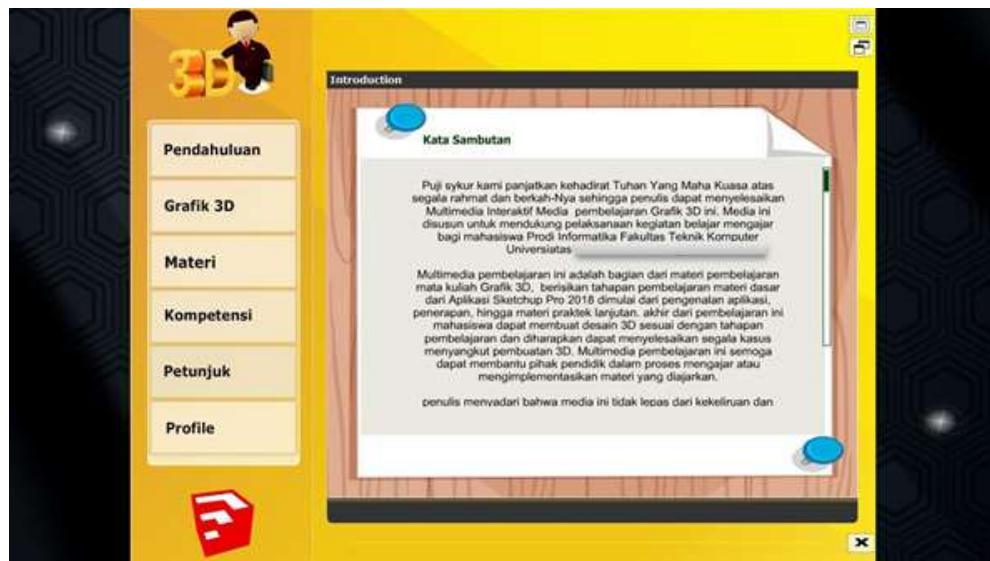 3D
Introduction
Pendahuluan
Grafik 3D
Materi
Kompetensi
Petunjuk
Profile
Kata Sambutan
Puji sykur kami panjatkan kehadirat Tuhan Yang Maha Kuasa atas
segala rahmat dan berkah-Nya sehingga penulis dapat menyelesaikan
Multimedia Interaktif Media pembelajaran Grafik 3D ini. Media ini
disusun untuk mendukung pelaksanaan kegiatan belajar mengajar
bagi mahasiswa Prodi Informatika Fakultas Teknik Komputer
Universiatas
Multimedia pembelajaran ini adalah bagian dari materi pembelajaran
mata kuliah Grafik 3D, berisikan tahapan pembelajaran materi dasar
dari Aplikasi Sketchup Pro 2018 dimulai dari pengenalan aplikasi,
penerapan, hingga materi praktek lanjutan. akhir dari pembelajaran ini
mahasiswa dapat membuat desain 3D sesuai dengan tahapan
pembelajaran dan diharapkan dapat menyelesaikan segala kasus
menyangkut pembuatan 3D. Multimedia pembelajaran ini semoga
dapat membantu pihak pendidik dalam proses mengajar atau
mengimplementasikan materi yang diajarkan.
penulis menyadari bahwa media ini tidak lepas dari kekeliruan dan